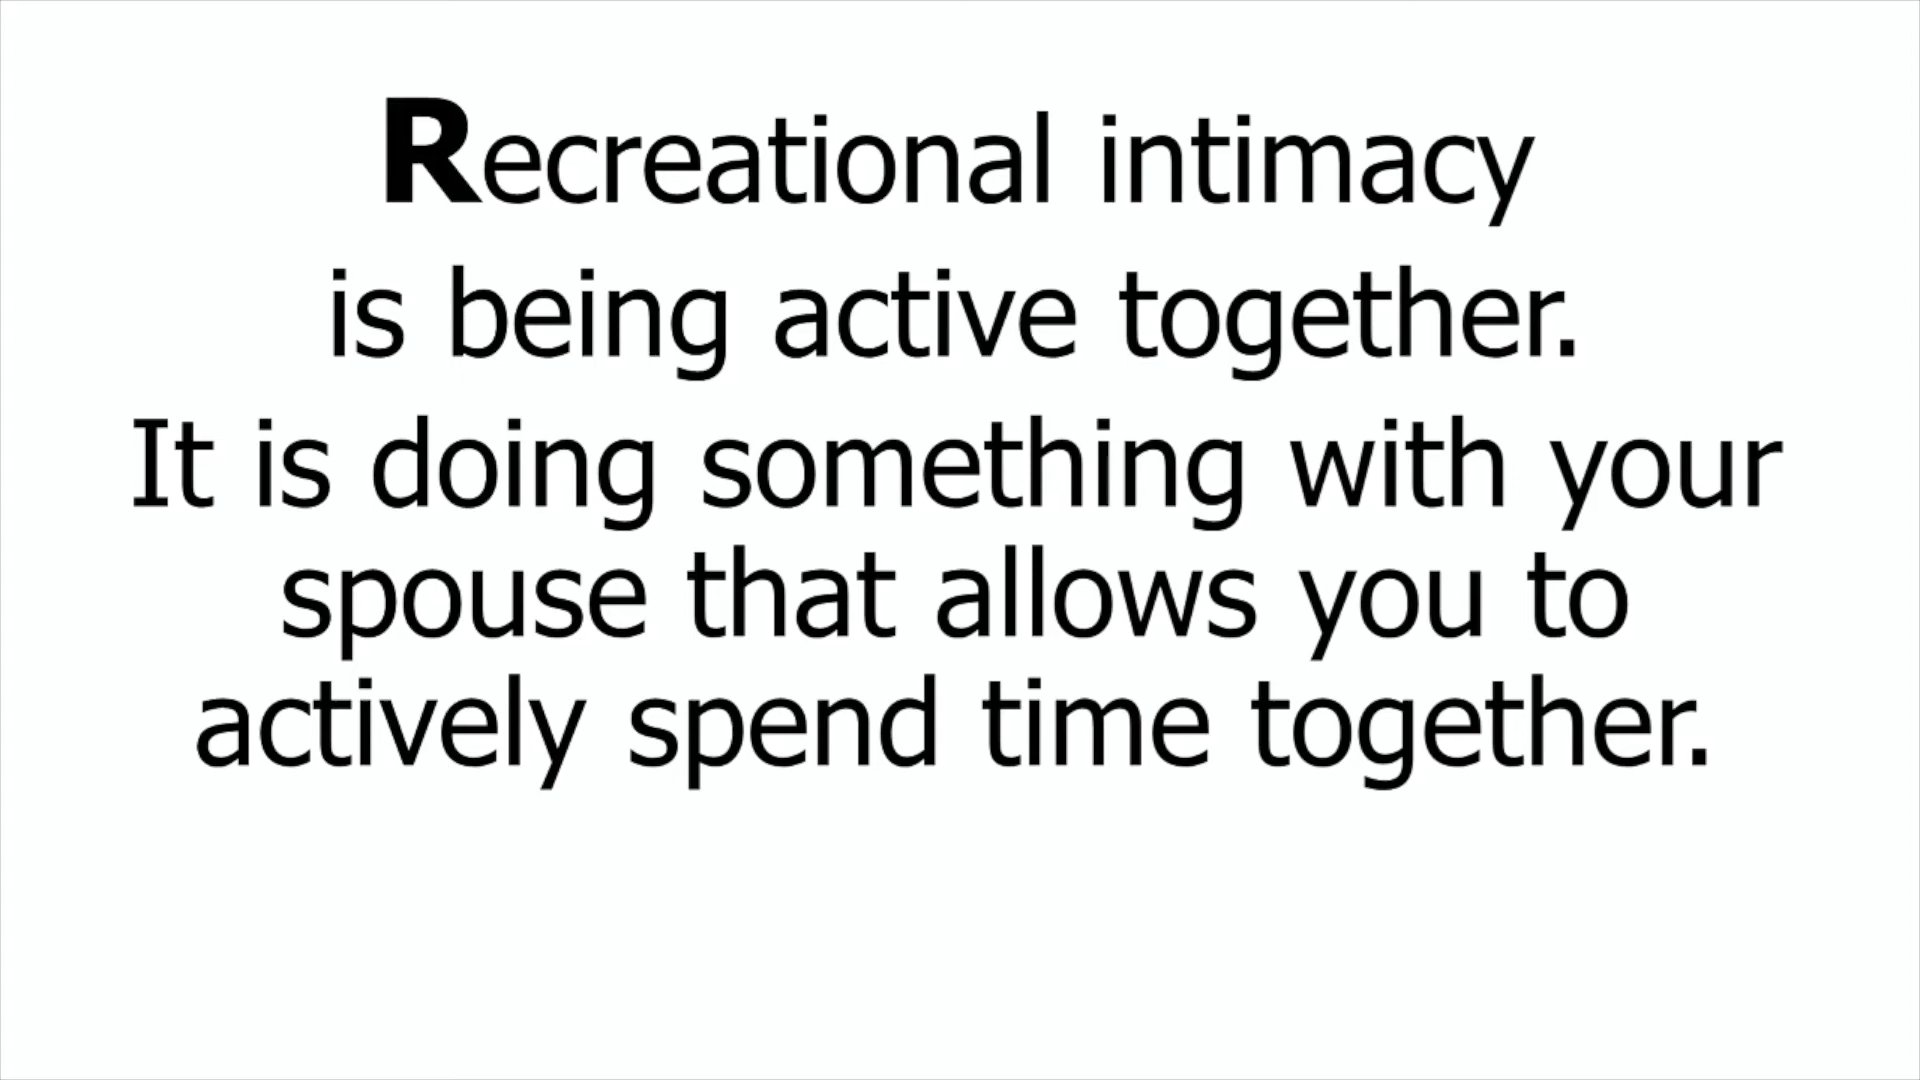 Recreational intimacy
is being active together.
It is doing something with your
spouse that allows you to
actively spend time together.